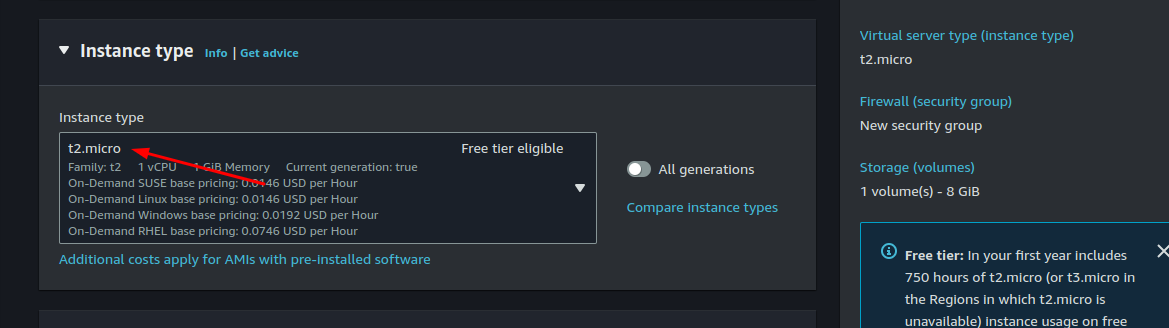 Instance type Info | Get advice
Instance type
t2.micro Free tier eligible
Family: t2 1 vCPU 1 GiB Memory Current generation: true
On-Demand SUSE base pricing: 0.0146 USD per Hour
On-Demand Linux base pricing: 0.0146 USD per Hour
On-Demand Windows base pricing: 0.0192 USD per Hour
On-Demand RHEL base pricing: 0.0746 USD per Hour
All generations
Compare instance types
Additional costs apply for AMIs with pre-installed software
Virtual server type (instance type)
t2.micro
Firewall (security group)
New security group
Storage (volumes)
1 volume(s) - 8 GiB
Free tier: In your first year includes
750 hours of t2.micro (or t3.micro in
the Regions in which t2.micro is
unavailable) instance usage on free